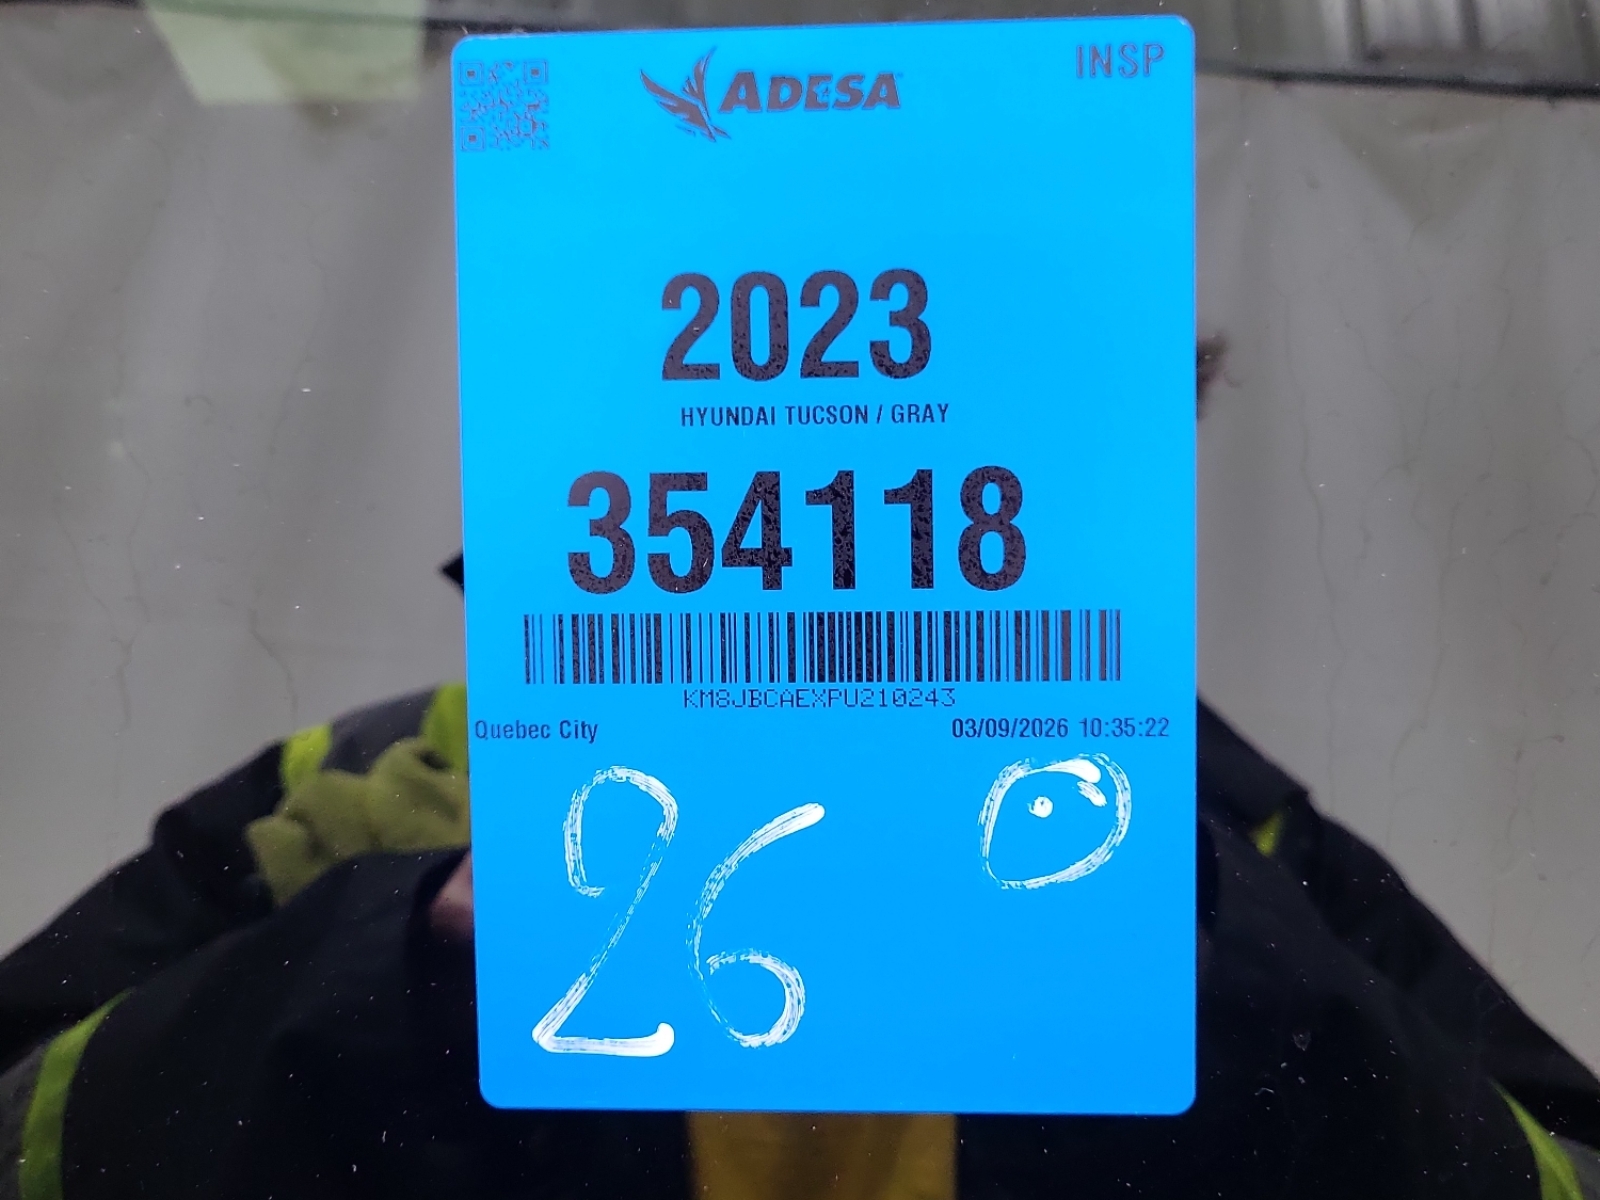 ADESA
INSP
2023
HYUNDAI TUCSON / GRAY
354118
KM8JBCAEXPU210243
Quebec City 03/09/2026 10:35:22
26